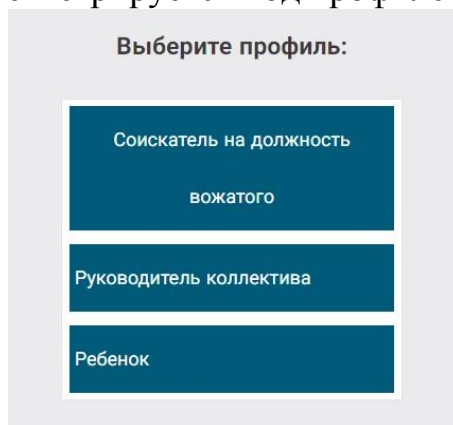 Выберите профиль:
Соискатель на должность
вожатого
Руководитель коллектива
Ребенок